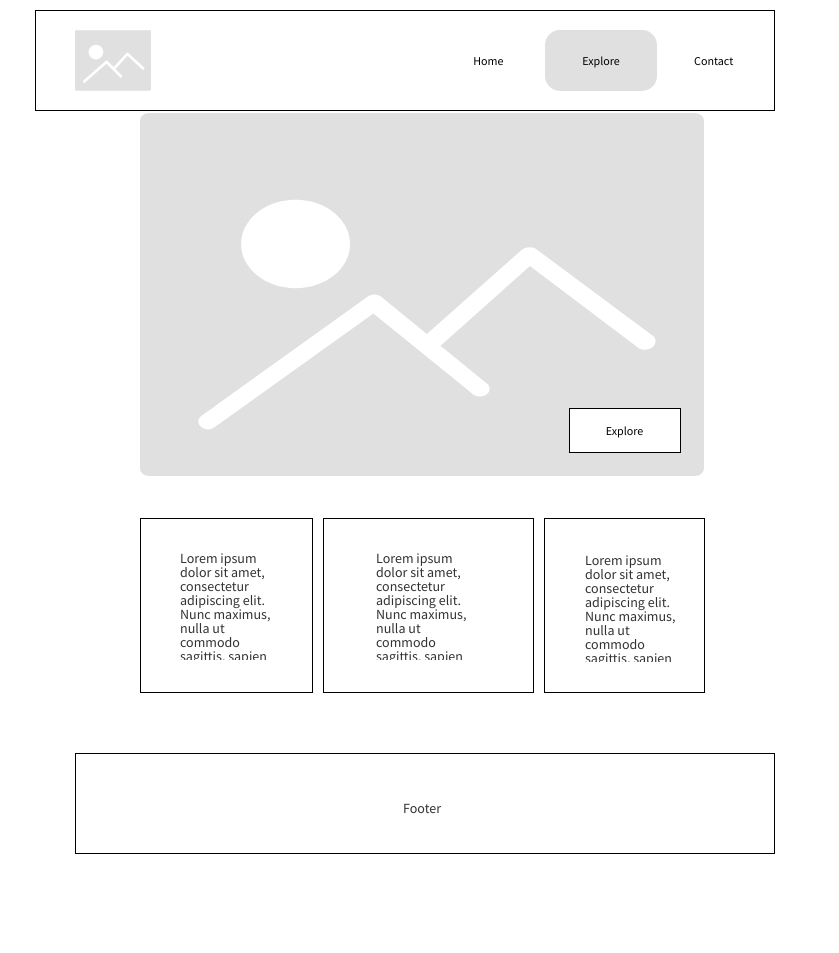 Home Explore Contact
Explore
Lorem ipsum
dolor sit amet,
consectetur
adipiscing elit.
Nunc maximus,
nulla ut
commodo
sagittis, sapien
Lorem ipsum
dolor sit amet,
consectetur
adipiscing elit.
Nunc maximus,
nulla ut
commodo
sagittis, sapien
Lorem ipsum
dolor sit amet,
consectetur
adipiscing elit.
Nunc maximus,
nulla ut
commodo
sagittis, sapien
Footer